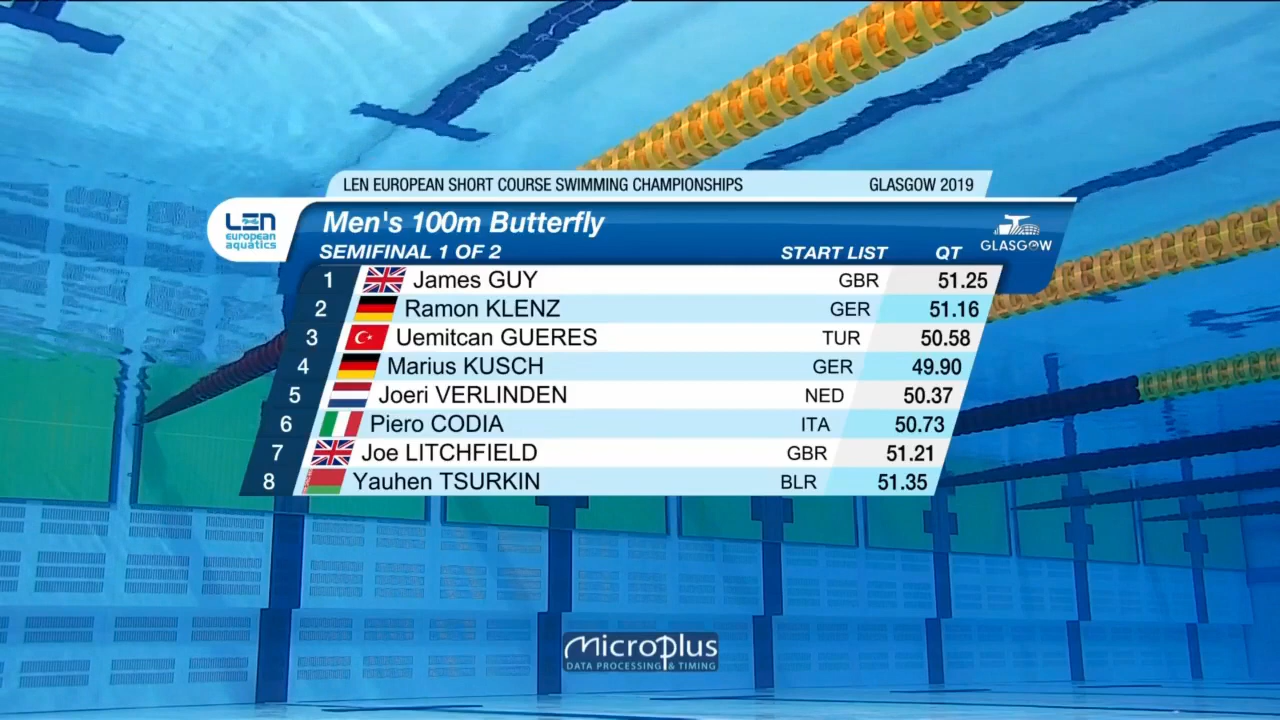 LEN EUROPEAN SHORT COURSE SWIMMING CHAMPIONSHIPS GLASGOW 2019
LEN
european
aquatics
Men's 100m Butterfly
GLASGOW
SEMIFINAL 1 OF 2 START LIST QT
1 James GUY GBR 51.25
2 Ramon KLENZ GER 51.16
3 Uemitcan GUERES TUR 50.58
4 Marius KUSCH GER 49.90
5 Joeri VERLINDEN NED 50.37
6 Piero CODIA ITA 50.73
7 Joe LITCHFIELD GBR 51.21
8 Yauhen TSURKIN BLR 51.35
Microplus
DATA PROCESSING & TIMING